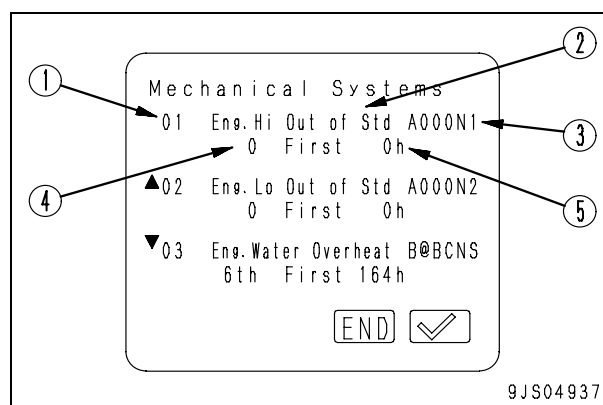 ① ② ③ ④ ⑤
Mechanical Systems
01 Eng.Hi Out of Std A000N1
0 First 0h
▲02 Eng.Lo Out of Std A000N2
0 First 0h
▼03 Eng.Water Overheat B@BCNS
6th First 164h
END
9JS04937